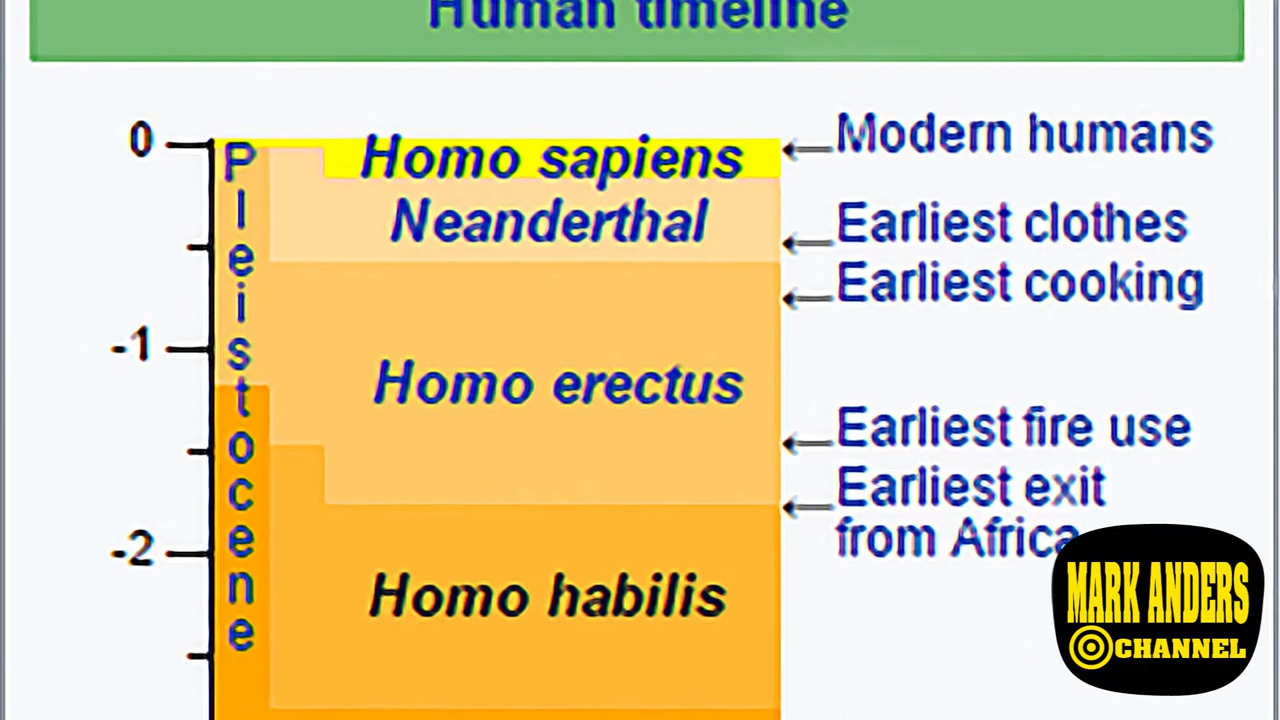 Human timeline
0
Homo sapiens
Modern humans
Pleistocene
Neanderthal
Earliest clothes
Earliest cooking
-1
Homo erectus
Earliest fire use
Earliest exit
from Africa
-2
Homo habilis
MARK ANDERS
CHANNEL